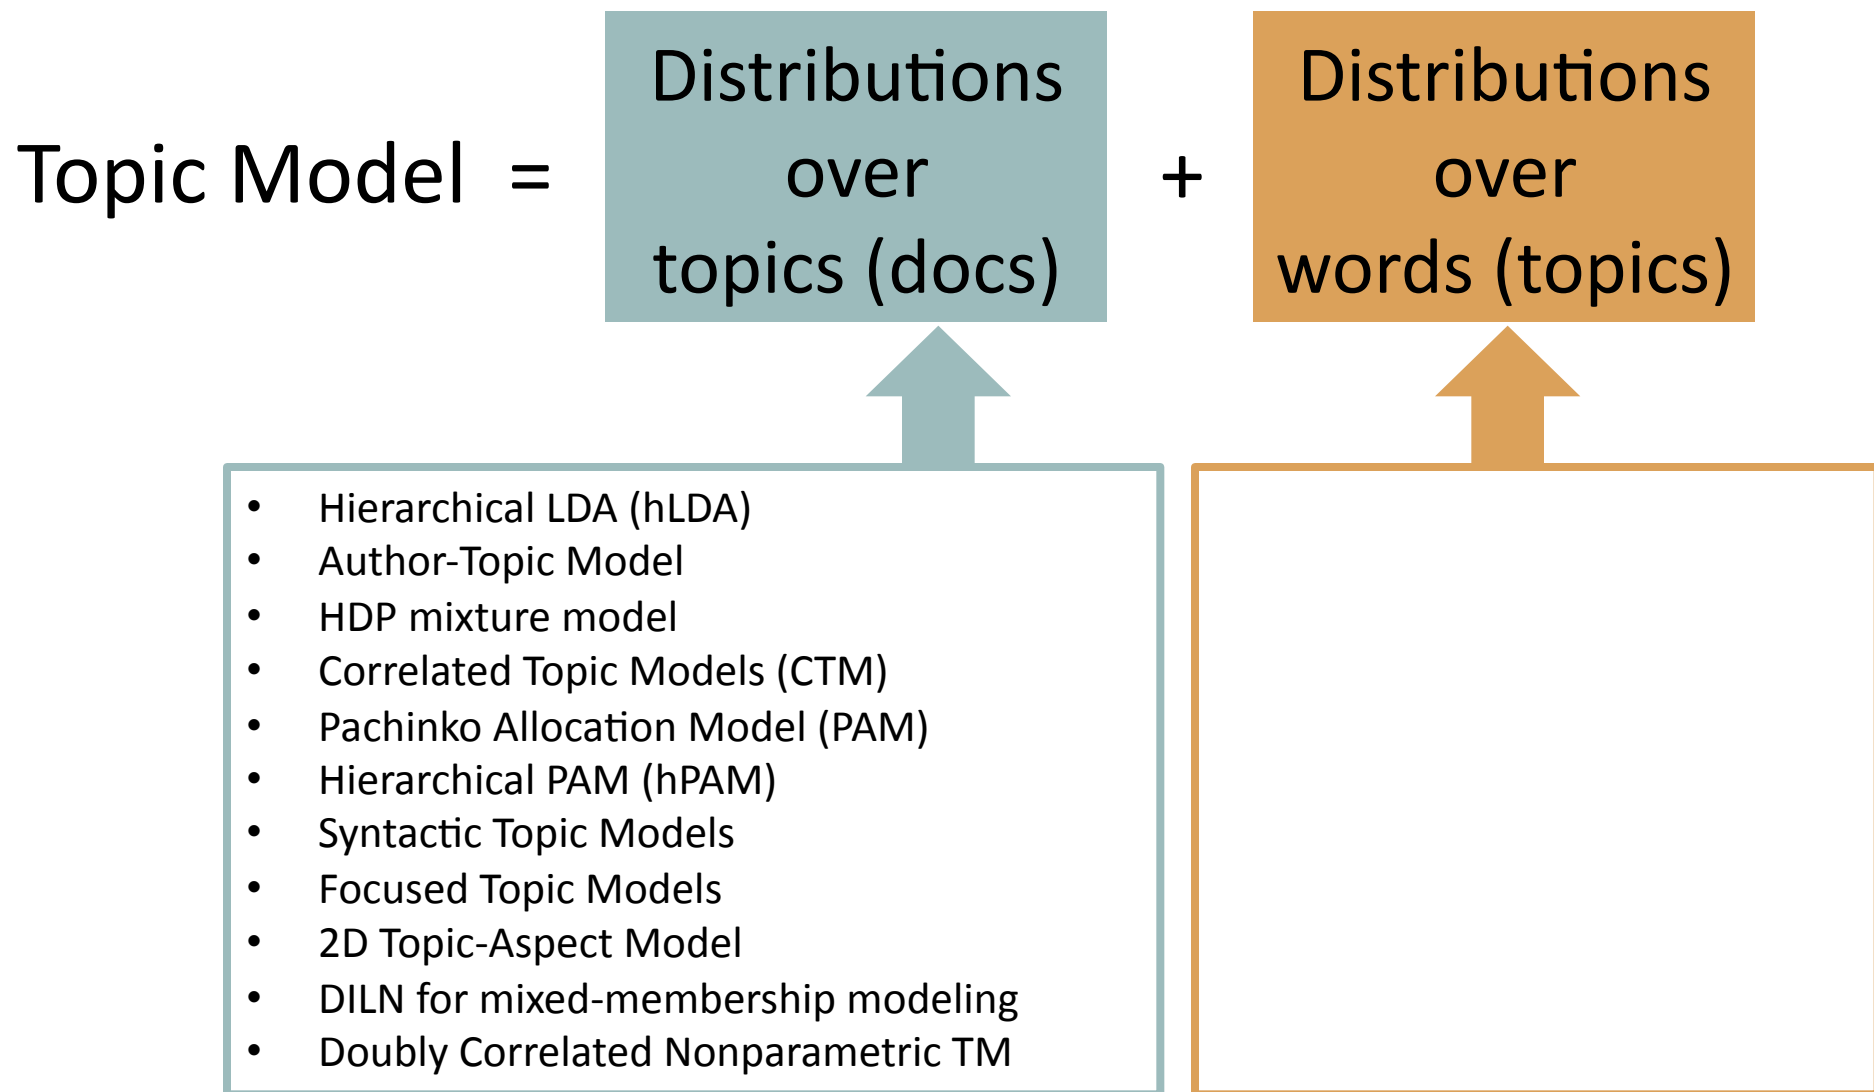 Topic Model =
Distributions
over
topics (docs)
+
Distributions
over
words (topics)
• Hierarchical LDA (hLDA)
• Author-Topic Model
• HDP mixture model
• Correlated Topic Models (CTM)
• Pachinko Allocation Model (PAM)
• Hierarchical PAM (hPAM)
• Syntactic Topic Models
• Focused Topic Models
• 2D Topic-Aspect Model
• DILN for mixed-membership modeling
• Doubly Correlated Nonparametric TM